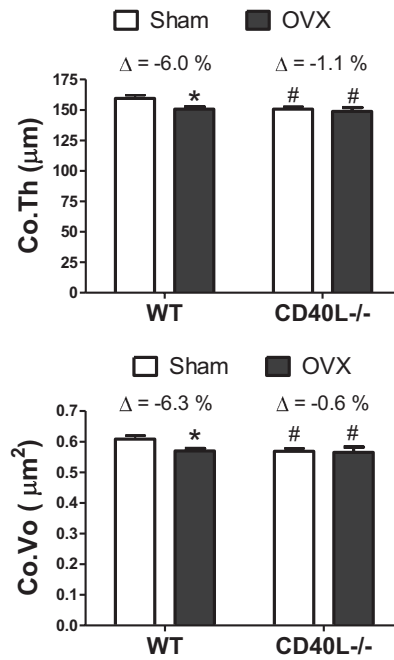 Sham OVX
Δ = -6.0 % Δ = -1.1 %
175
150
125
100
75
50
25
0
Co.Th (μm)
* # #
WT CD40L-/-
Sham OVX
Δ = -6.3 % Δ = -0.6 %
0.7
0.6
0.5
0.4
0.3
0.2
0.1
0.0
Co.Vo ( μm²)
* # #
WT CD40L-/-